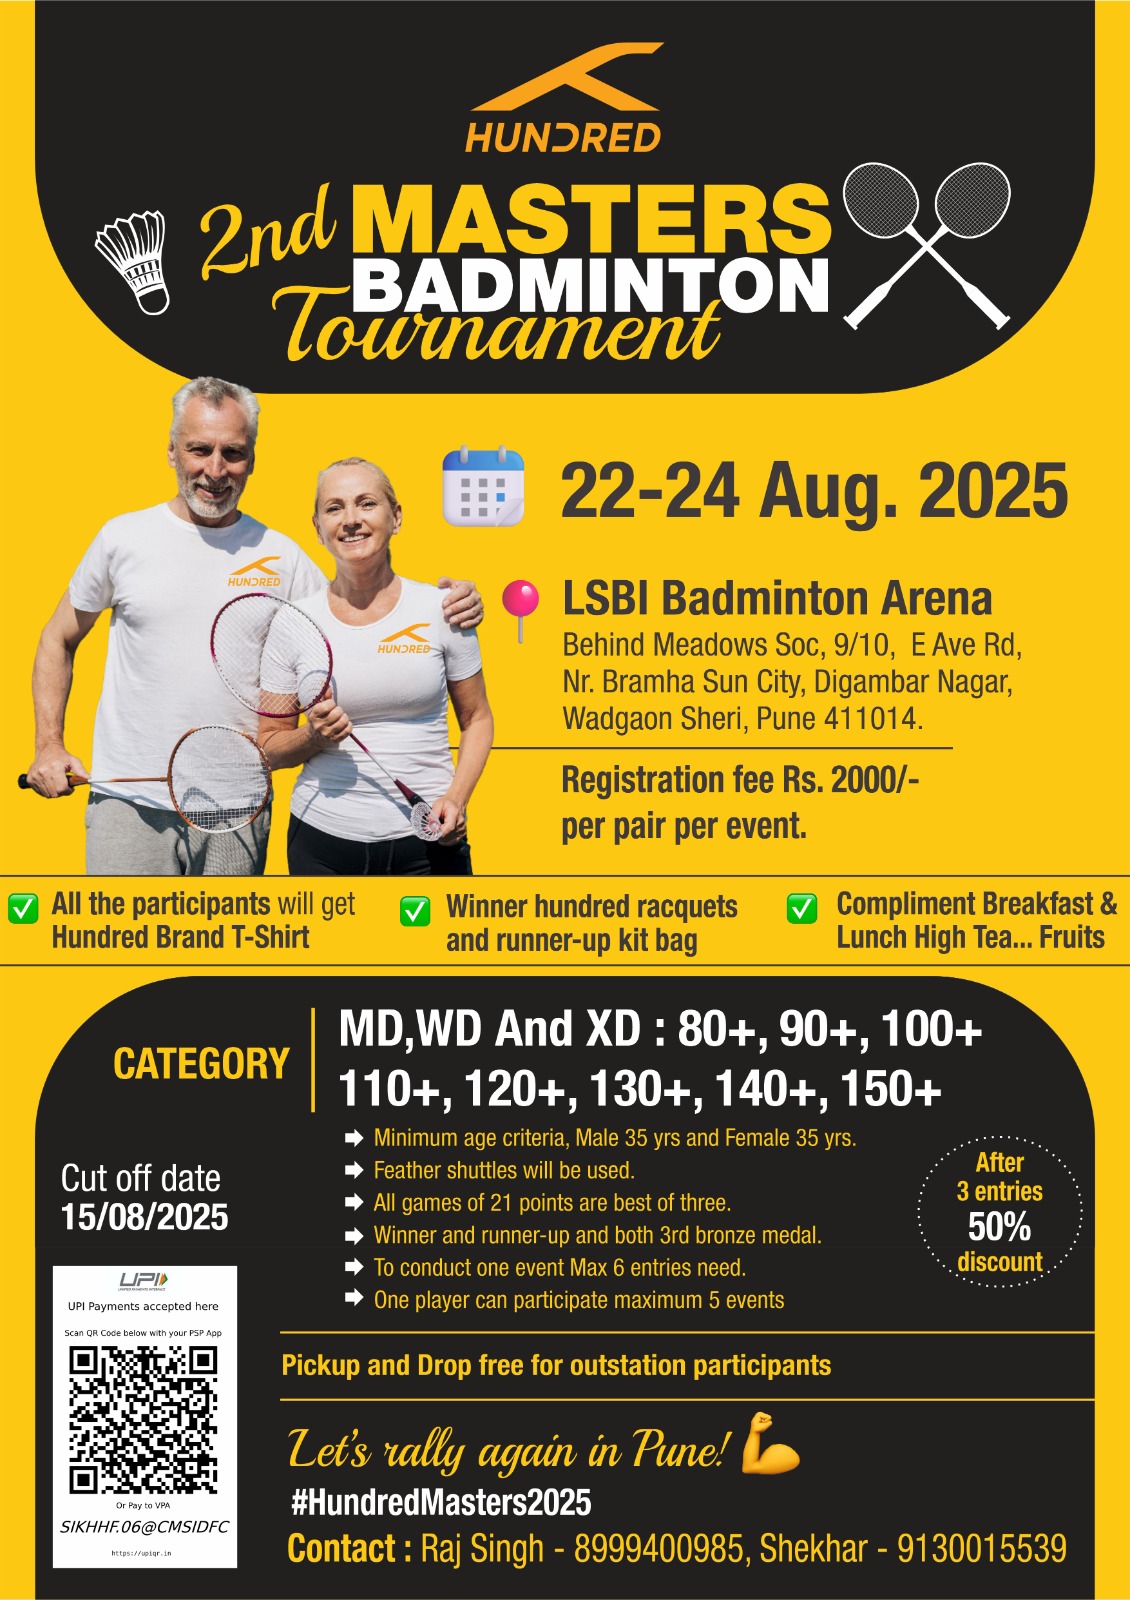 HUNDRED
2nd MASTERS
BADMINTON
Tournament
22-24 Aug. 2025
HUNDRED
HUNDRED
LSBI Badminton Arena
Behind Meadows Soc, 9/10, E Ave Rd,
Nr. Bramha Sun City, Digambar Nagar,
Wadgaon Sheri, Pune 411014.
Registration fee Rs. 2000/-
per pair per event.
All the participants will get
Hundred Brand T-Shirt
Winner hundred racquets
and runner-up kit bag
Compliment Breakfast &
Lunch High Tea... Fruits
CATEGORY
MD,WD And XD : 80+, 90+, 100+
110+, 120+, 130+, 140+, 150+
Minimum age criteria, Male 35 yrs and Female 35 yrs.
Feather shuttles will be used.
All games of 21 points are best of three.
Winner and runner-up and both 3rd bronze medal.
To conduct one event Max 6 entries need.
One player can participate maximum 5 events
After
3 entries
50%
discount
Cut off date
15/08/2025
UPI
UNIFIED PAYMENTS INTERFACE
UPI Payments accepted here
Scan QR Code below with your PSP App
Or Pay to VPA
SIKHHF.06@CMSIDFC
https://upiqr.in
Pickup and Drop free for outstation participants
Let's rally again in Pune!
#HundredMasters2025
Contact : Raj Singh - 8999400985, Shekhar - 9130015539